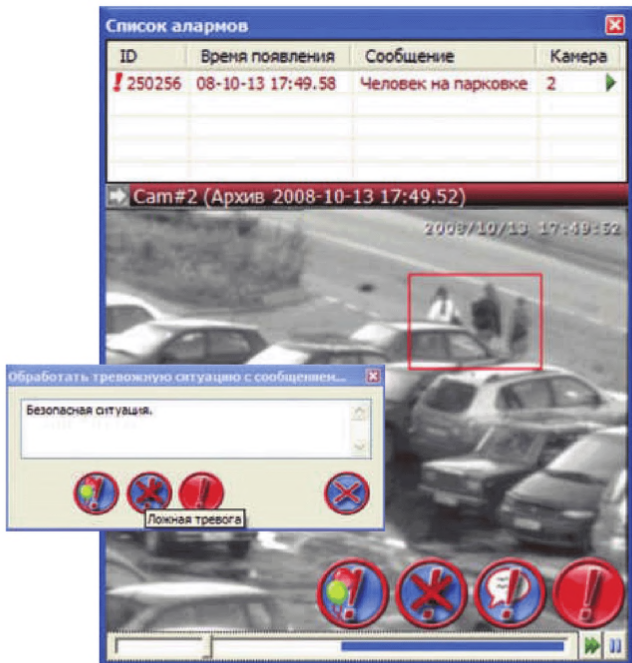 Список алармов
ID Время появления Сообщение Камера
250256 08-10-13 17:49.58 Человек на парковке 2
Cam#2 (Архив 2008-10-13 17:49.52)
2008/10/13 17:49:52
Обработать тревожную ситуацию с сообщением...
Безопасная ситуация.
Ложная тревога